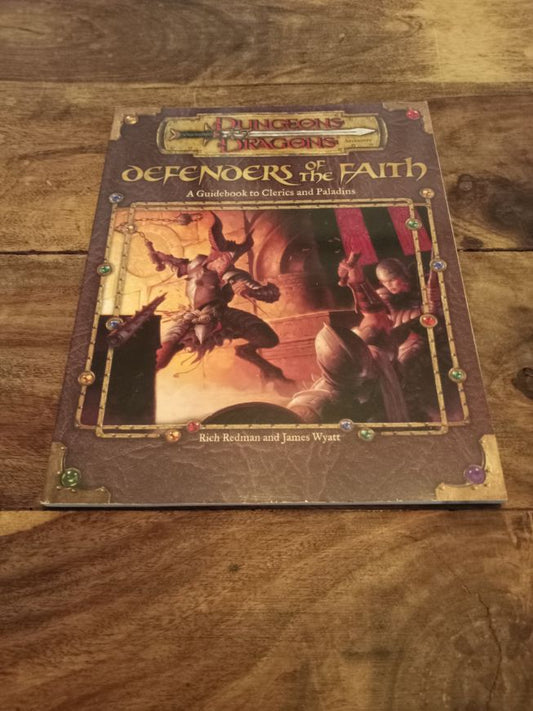 DUNGEONS
DRAGONS
DEFENDERS OF THE FAITH
A Guidebook to Clerics and Paladins
Rich Redman and James Wyatt